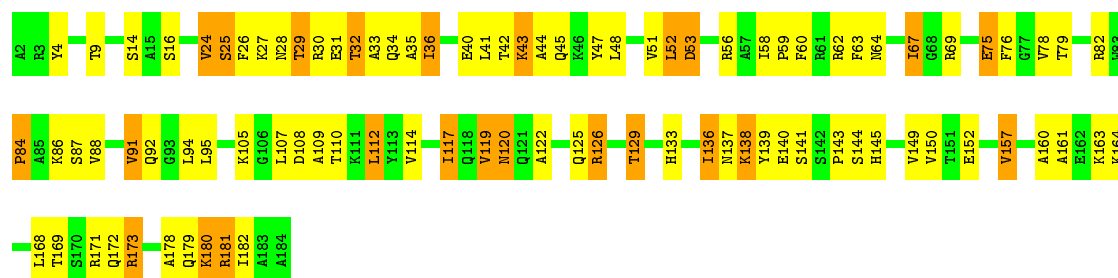 A2 R3 Y4 T9 S14 A15 S16 V24 S25 F26 K27 N28 T29 R30 E31 T32 A33 Q34 A35 I36 E40 L41 T42 K43 A44 Q45 K46 Y47 L48 V51 L52 D53 R56 A57 I58 P59 F60 R61 R62 F63 N64 I67 G68 R69 E75 F76 G77 V78 T79 R82 W83
P84 A85 K86 S87 V88 V91 Q92 G93 L94 L95 K105 G106 L107 D108 A109 T110 K111 L112 Y113 V114 I117 Q118 V119 N120 Q121 A122 Q125 R126 T129 H133 I136 N137 K138 Y139 E140 S141 S142 P143 S144 H145 V149 V150 T151 E152 V157 A160 A161 E162 K163
L168 T169 S170 R171 Q172 R173 A178 Q179 K180 R181 I182 A183 A184